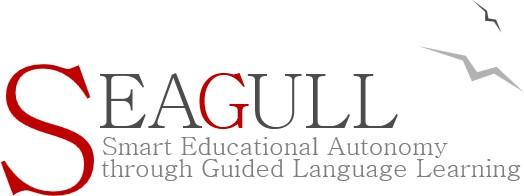 SEAGULL
Smart Educational Autonomy
through Guided Language Learning